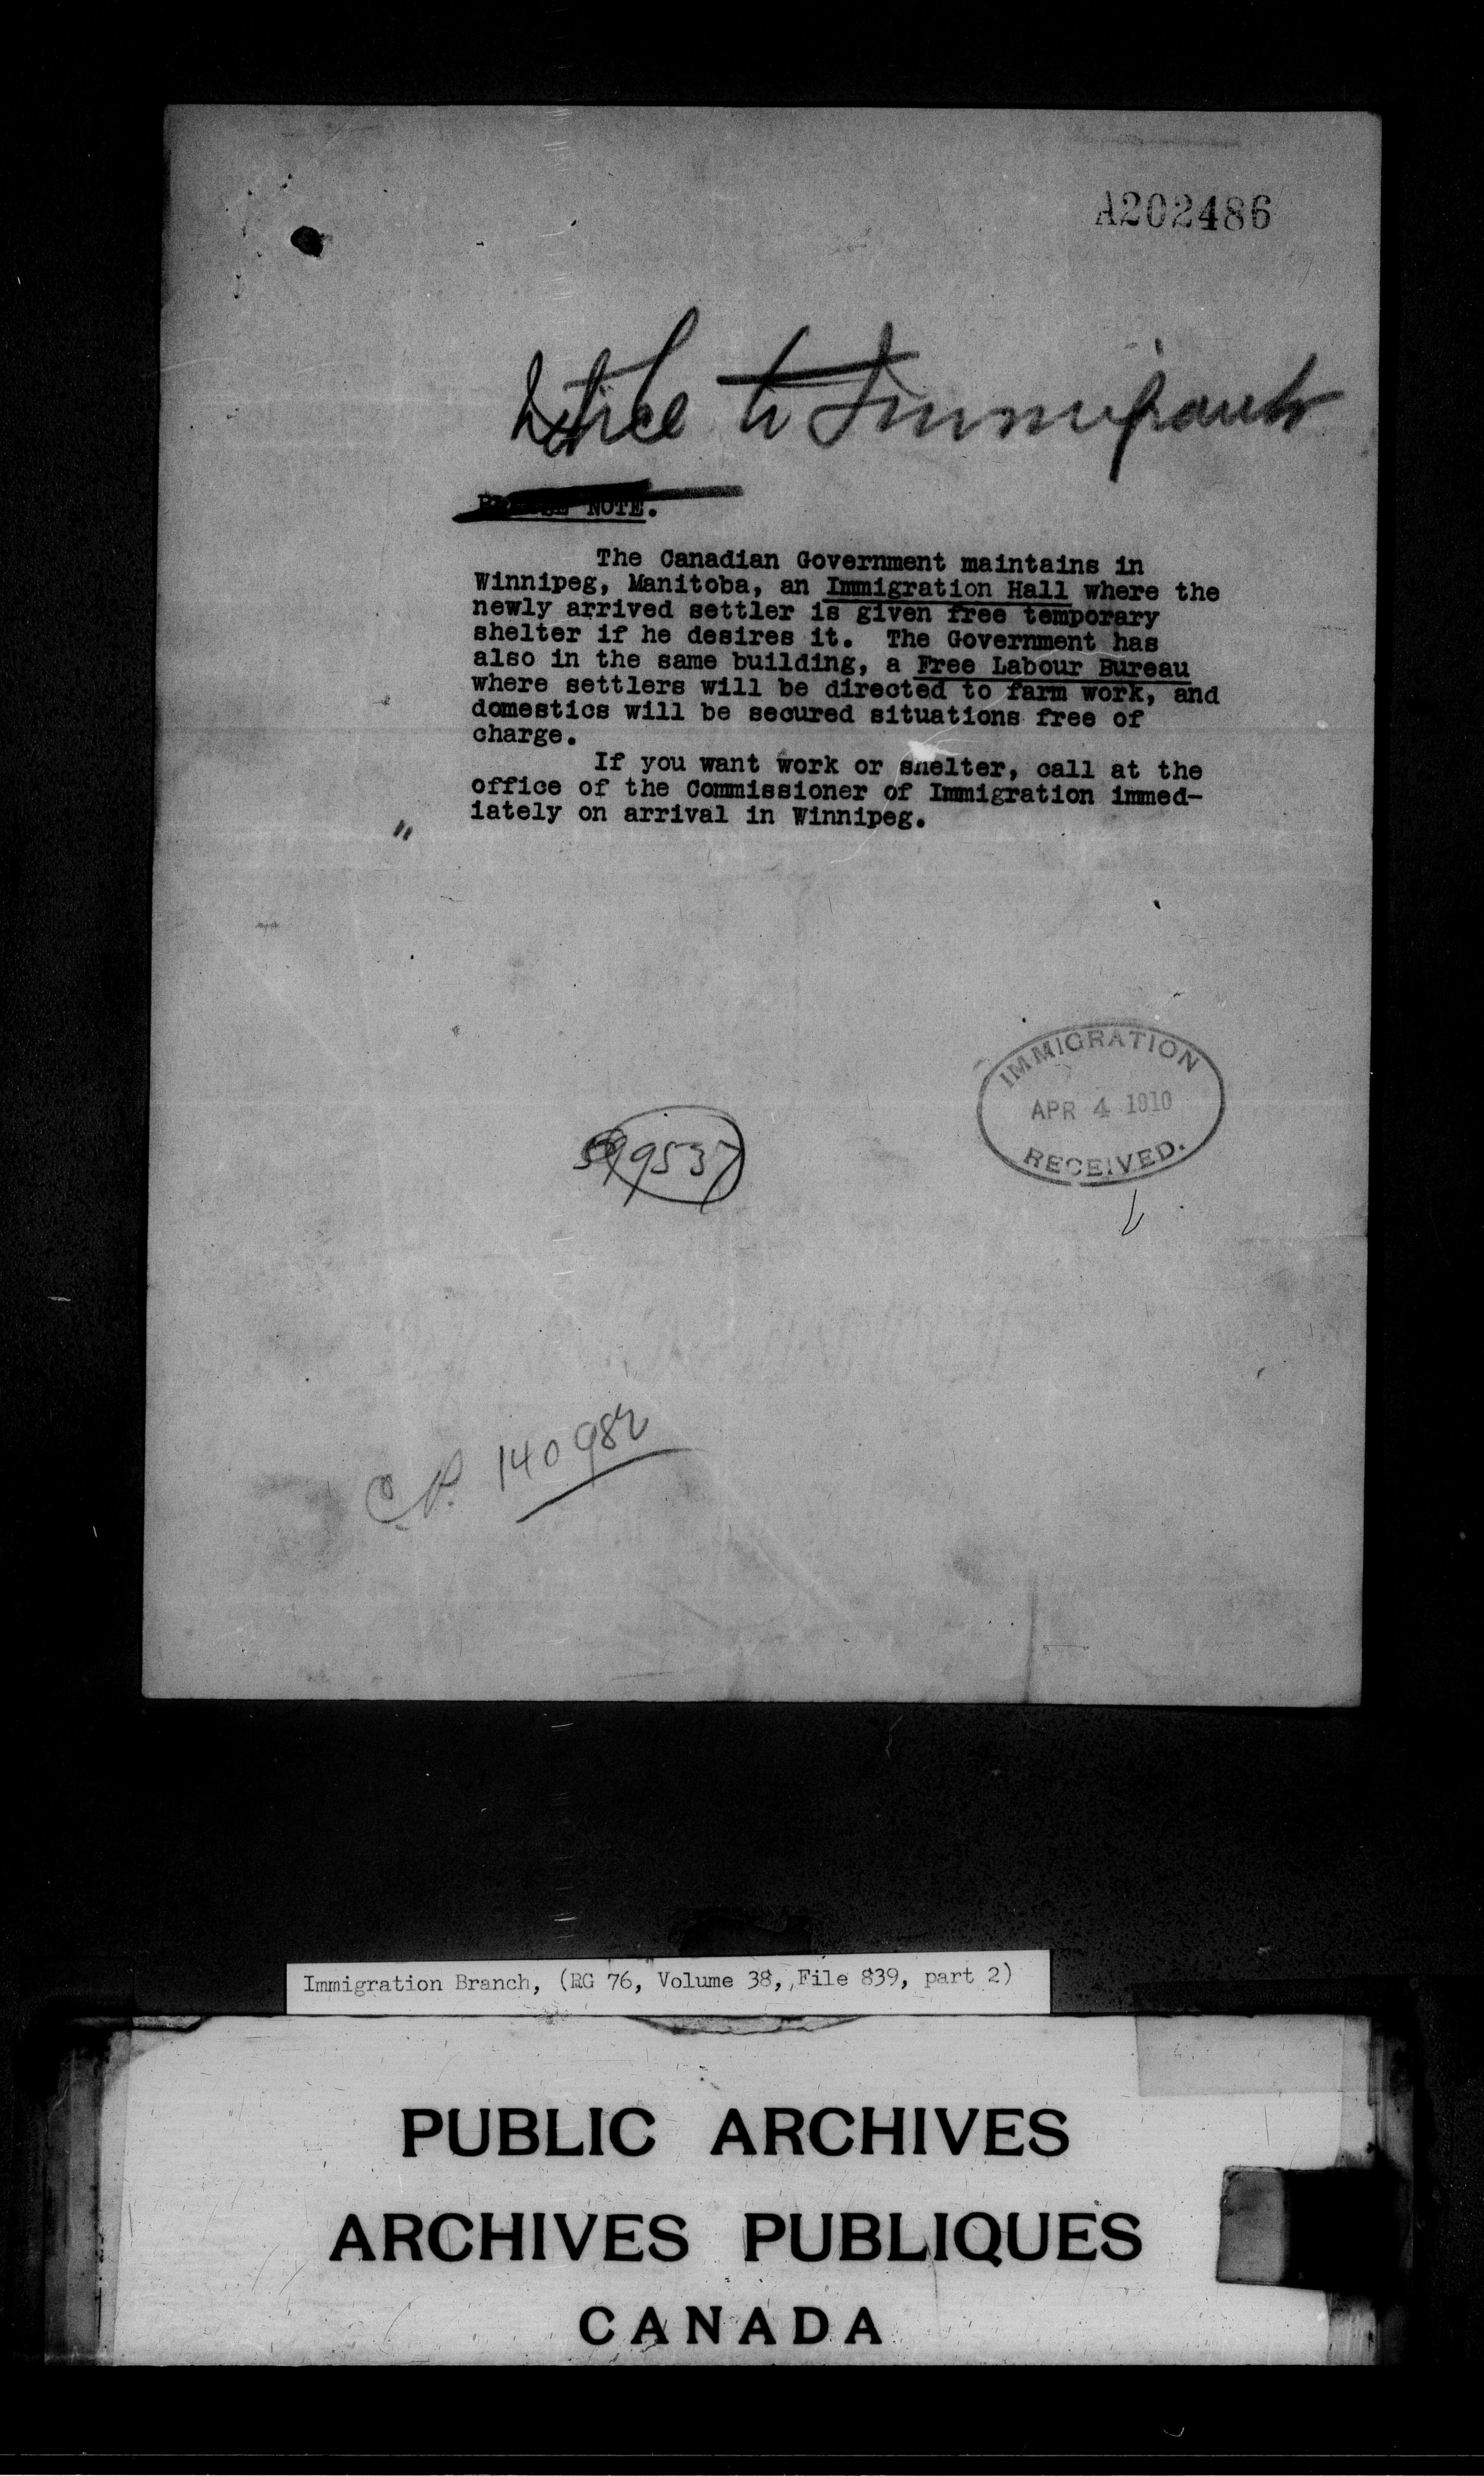 A202486
Notice to Immigrants
PLEASE NOTE.
The Canadian Government maintains in
Winnipeg, Manitoba, an Immigration Hall where the
newly arrived settler is given free temporary
shelter if he desires it. The Government has
also in the same building, a Free Labour Bureau
where settlers will be directed to farm work, and
domestics will be secured situations free of
charge.
If you want work or shelter, call at the
office of the Commissioner of Immigration immed-
iately on arrival in Winnipeg.
IMMIGRATION
APR 4 1910
RECEIVED.
599537
C.P. 140982
Immigration Branch, (RG 76, Volume 38, File 839, part 2)
PUBLIC ARCHIVES
ARCHIVES PUBLIQUES
CANADA